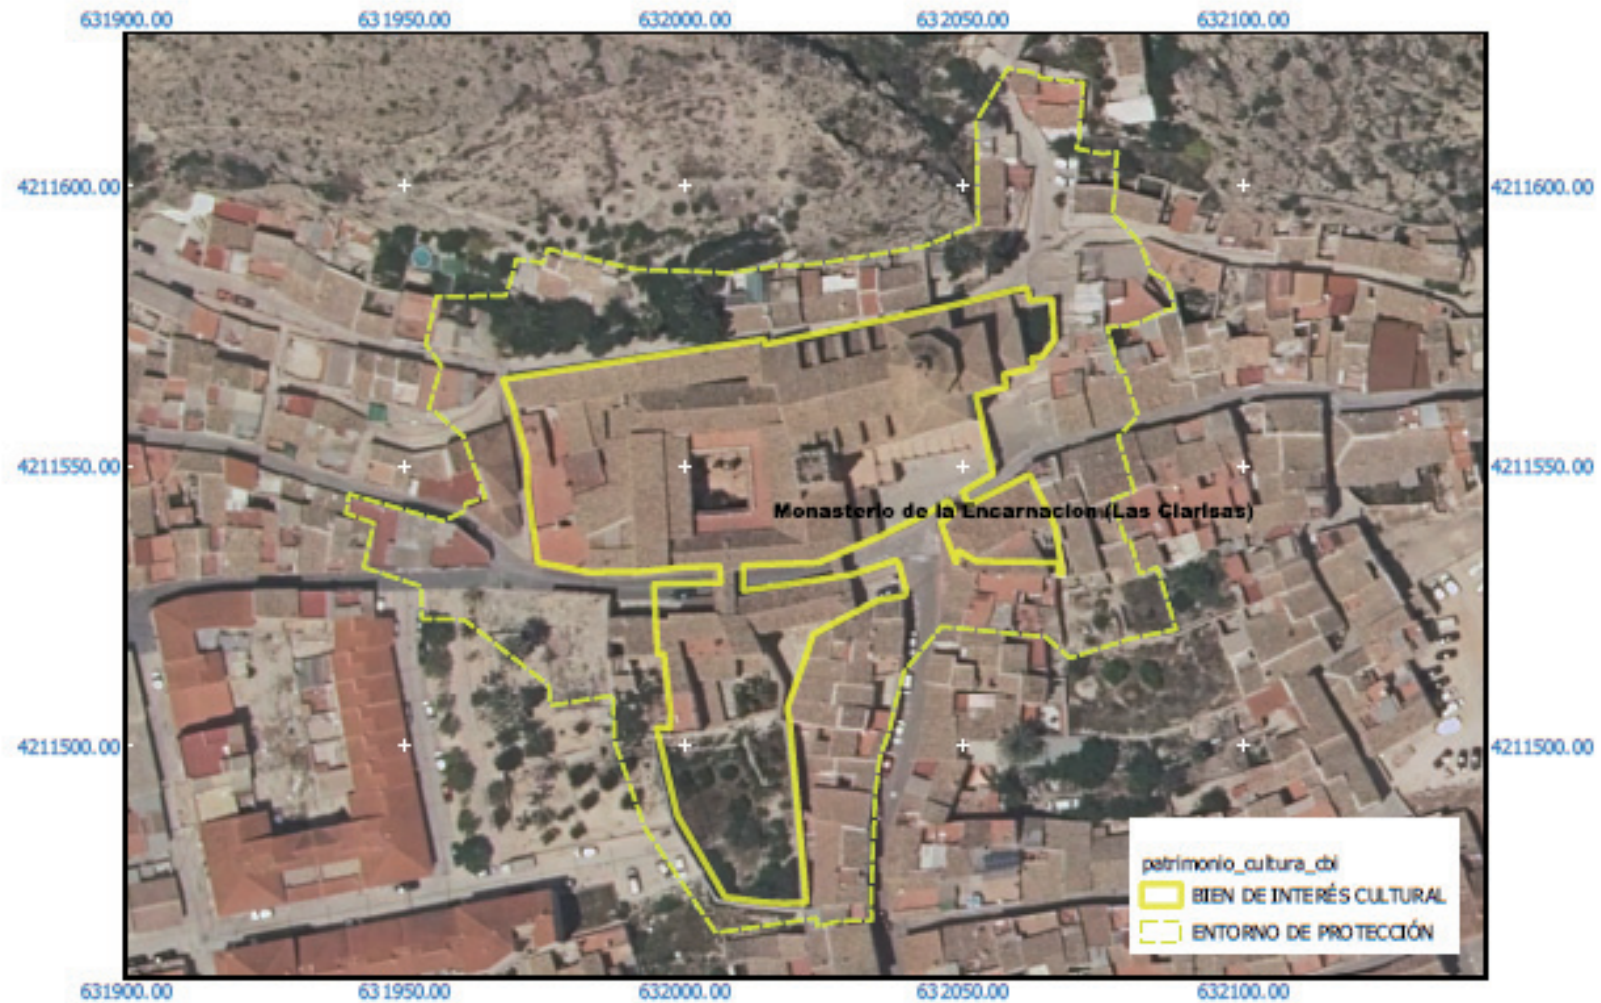 631900.00 631950.00 632000.00 632050.00 632100.00
4211600.00 4211600.00
4211550.00 4211550.00
Monasterio de la Encarnacion (Las Clarisas)
4211500.00 4211500.00
patrimonio_cultura_cbi
BIEN DE INTERÉS CULTURAL
ENTORNO DE PROTECCIÓN
631900.00 631950.00 632000.00 632050.00 632100.00